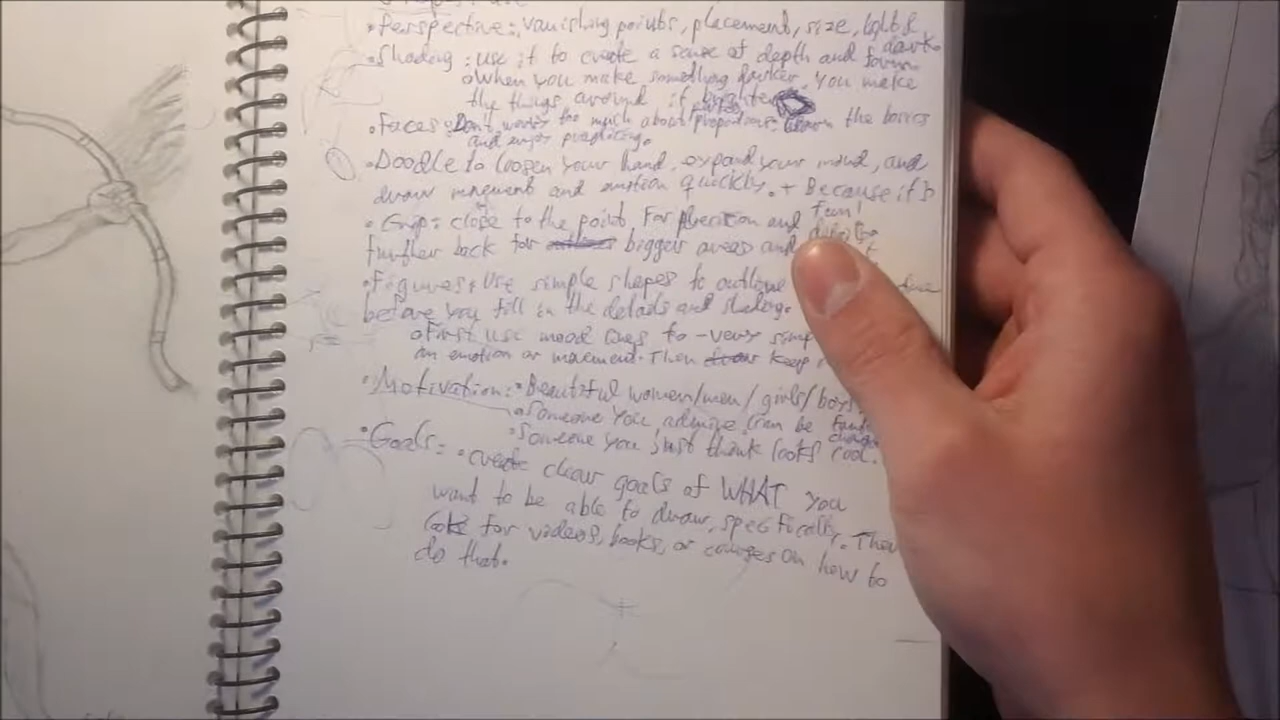 • Perspective: vanishing points, placement, size, light &
dark.
• Shading: use it to create a sense of depth and form.
o When you make something darker, you make
the things around it brighter
• Faces: Don't worry too much about proportions. Learn the basics
and enjoy practicing.
• Doodle to loosen your hand, expand your mind, and
draw movement and emotion quickly. + Because it's
fun!
• Grip: close to the point for precision and
further back for bigger areas and
• Figures: Use simple shapes to outline
before you fill in the details and shading.
o First use mood lines to - very simp
an emotion or movement. Then keep
• Motivation: • Beautiful women/men/girls/boys.
• Someone you admire. Can be
• Someone you just think looks cool.
• Goals: • create clear goals of WHAT you
want to be able to draw, specifically. Then
look for videos, books, or courses on how to
do that.